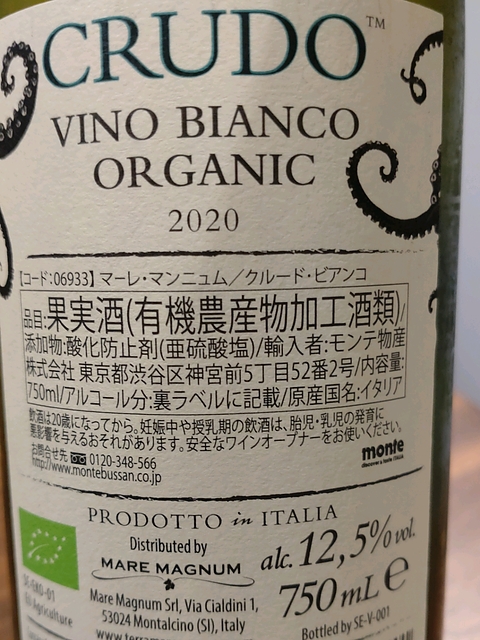 CRUDO™
VINO BIANCO
ORGANIC
2020
【コード:06933】マーレ・マンニュム／クルード・ビアンコ
品目:果実酒(有機農産物加工酒類)/
添加物:酸化防止剤(亜硫酸塩)/輸入者:モンテ物産
株式会社 東京都渋谷区神宮前5丁目52番2号/内容量:
750ml/アルコール分:裏ラベルに記載/原産国名:イタリア
飲酒は20歳になってから。妊娠中や授乳期の飲酒は、胎児・乳児の発育に
悪影響を与えるおそれがあります。安全なワインオープナーをお使いください。
お問合せ先 0120-348-566
http://www.montebussan.co.jp
monte
discover a taste ITALIA
PRODOTTO in ITALIA
Distributed by
MARE MAGNUM
Mare Magnum Srl, Via Cialdini 1,
53024 Montalcino (SI), Italy
alc. 12,5% vol.
750 mL e
Bottled by SE-V-001
SE-EKO-01
EU Agriculture